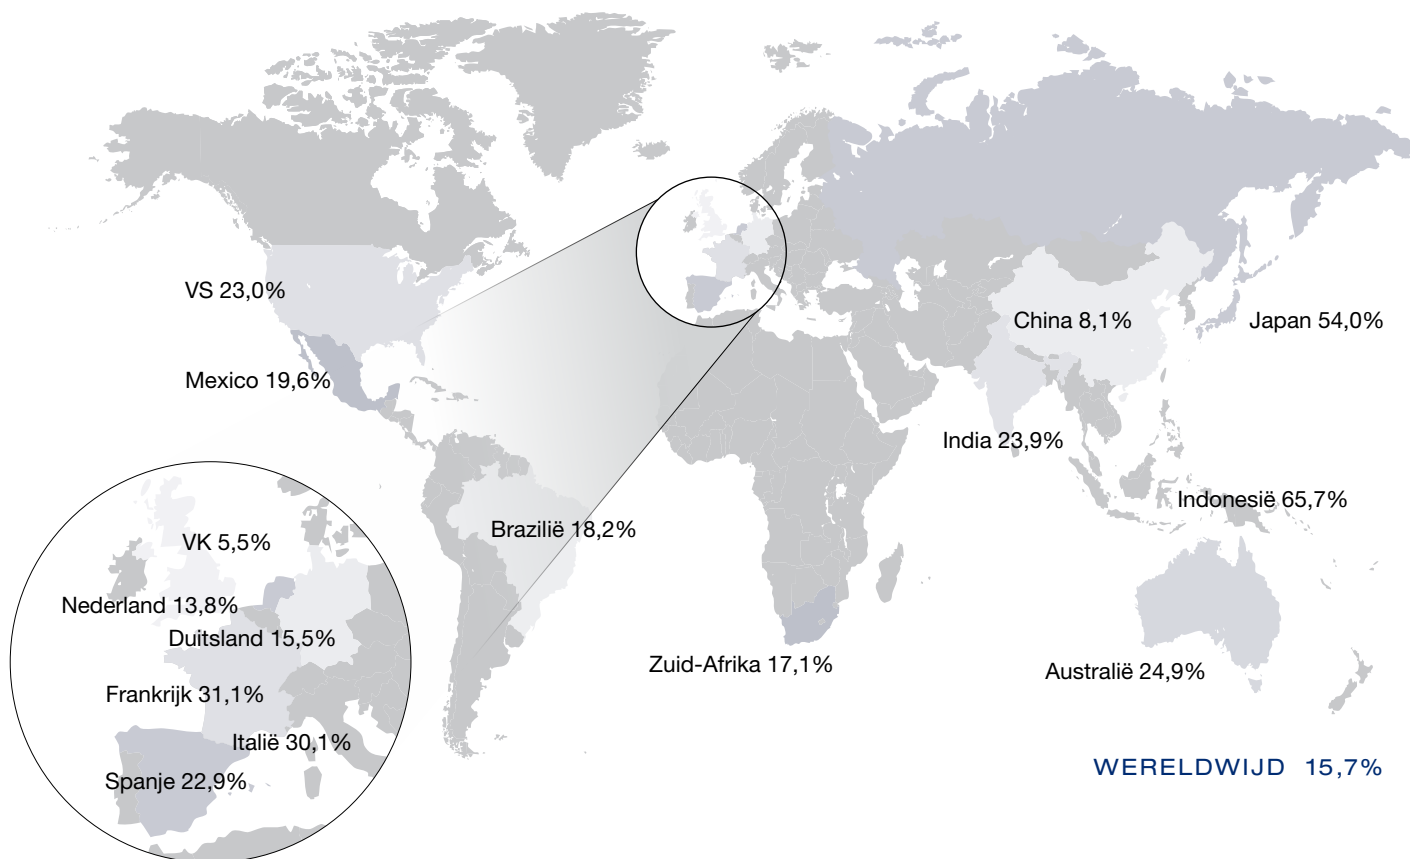 VS 23,0%
China 8,1%
Japan 54,0%
Mexico 19,6%
India 23,9%
Indonesië 65,7%
Brazilië 18,2%
VK 5,5%
Nederland 13,8%
Duitsland 15,5%
Zuid-Afrika 17,1%
Australië 24,9%
Frankrijk 31,1%
Italië 30,1%
Spanje 22,9%
WERELDWIJD 15,7%